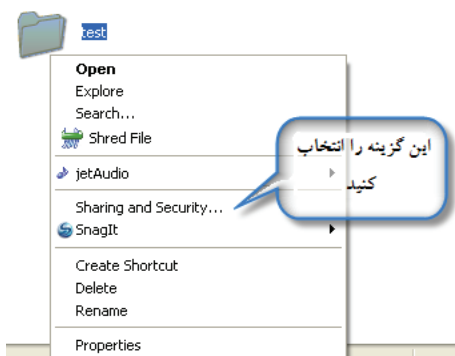 test
Open
Explore
Search...
Shred File
این گزینه را انتخاب
کنید
jetAudio
Sharing and Security...
SnagIt
Create Shortcut
Delete
Rename
Properties